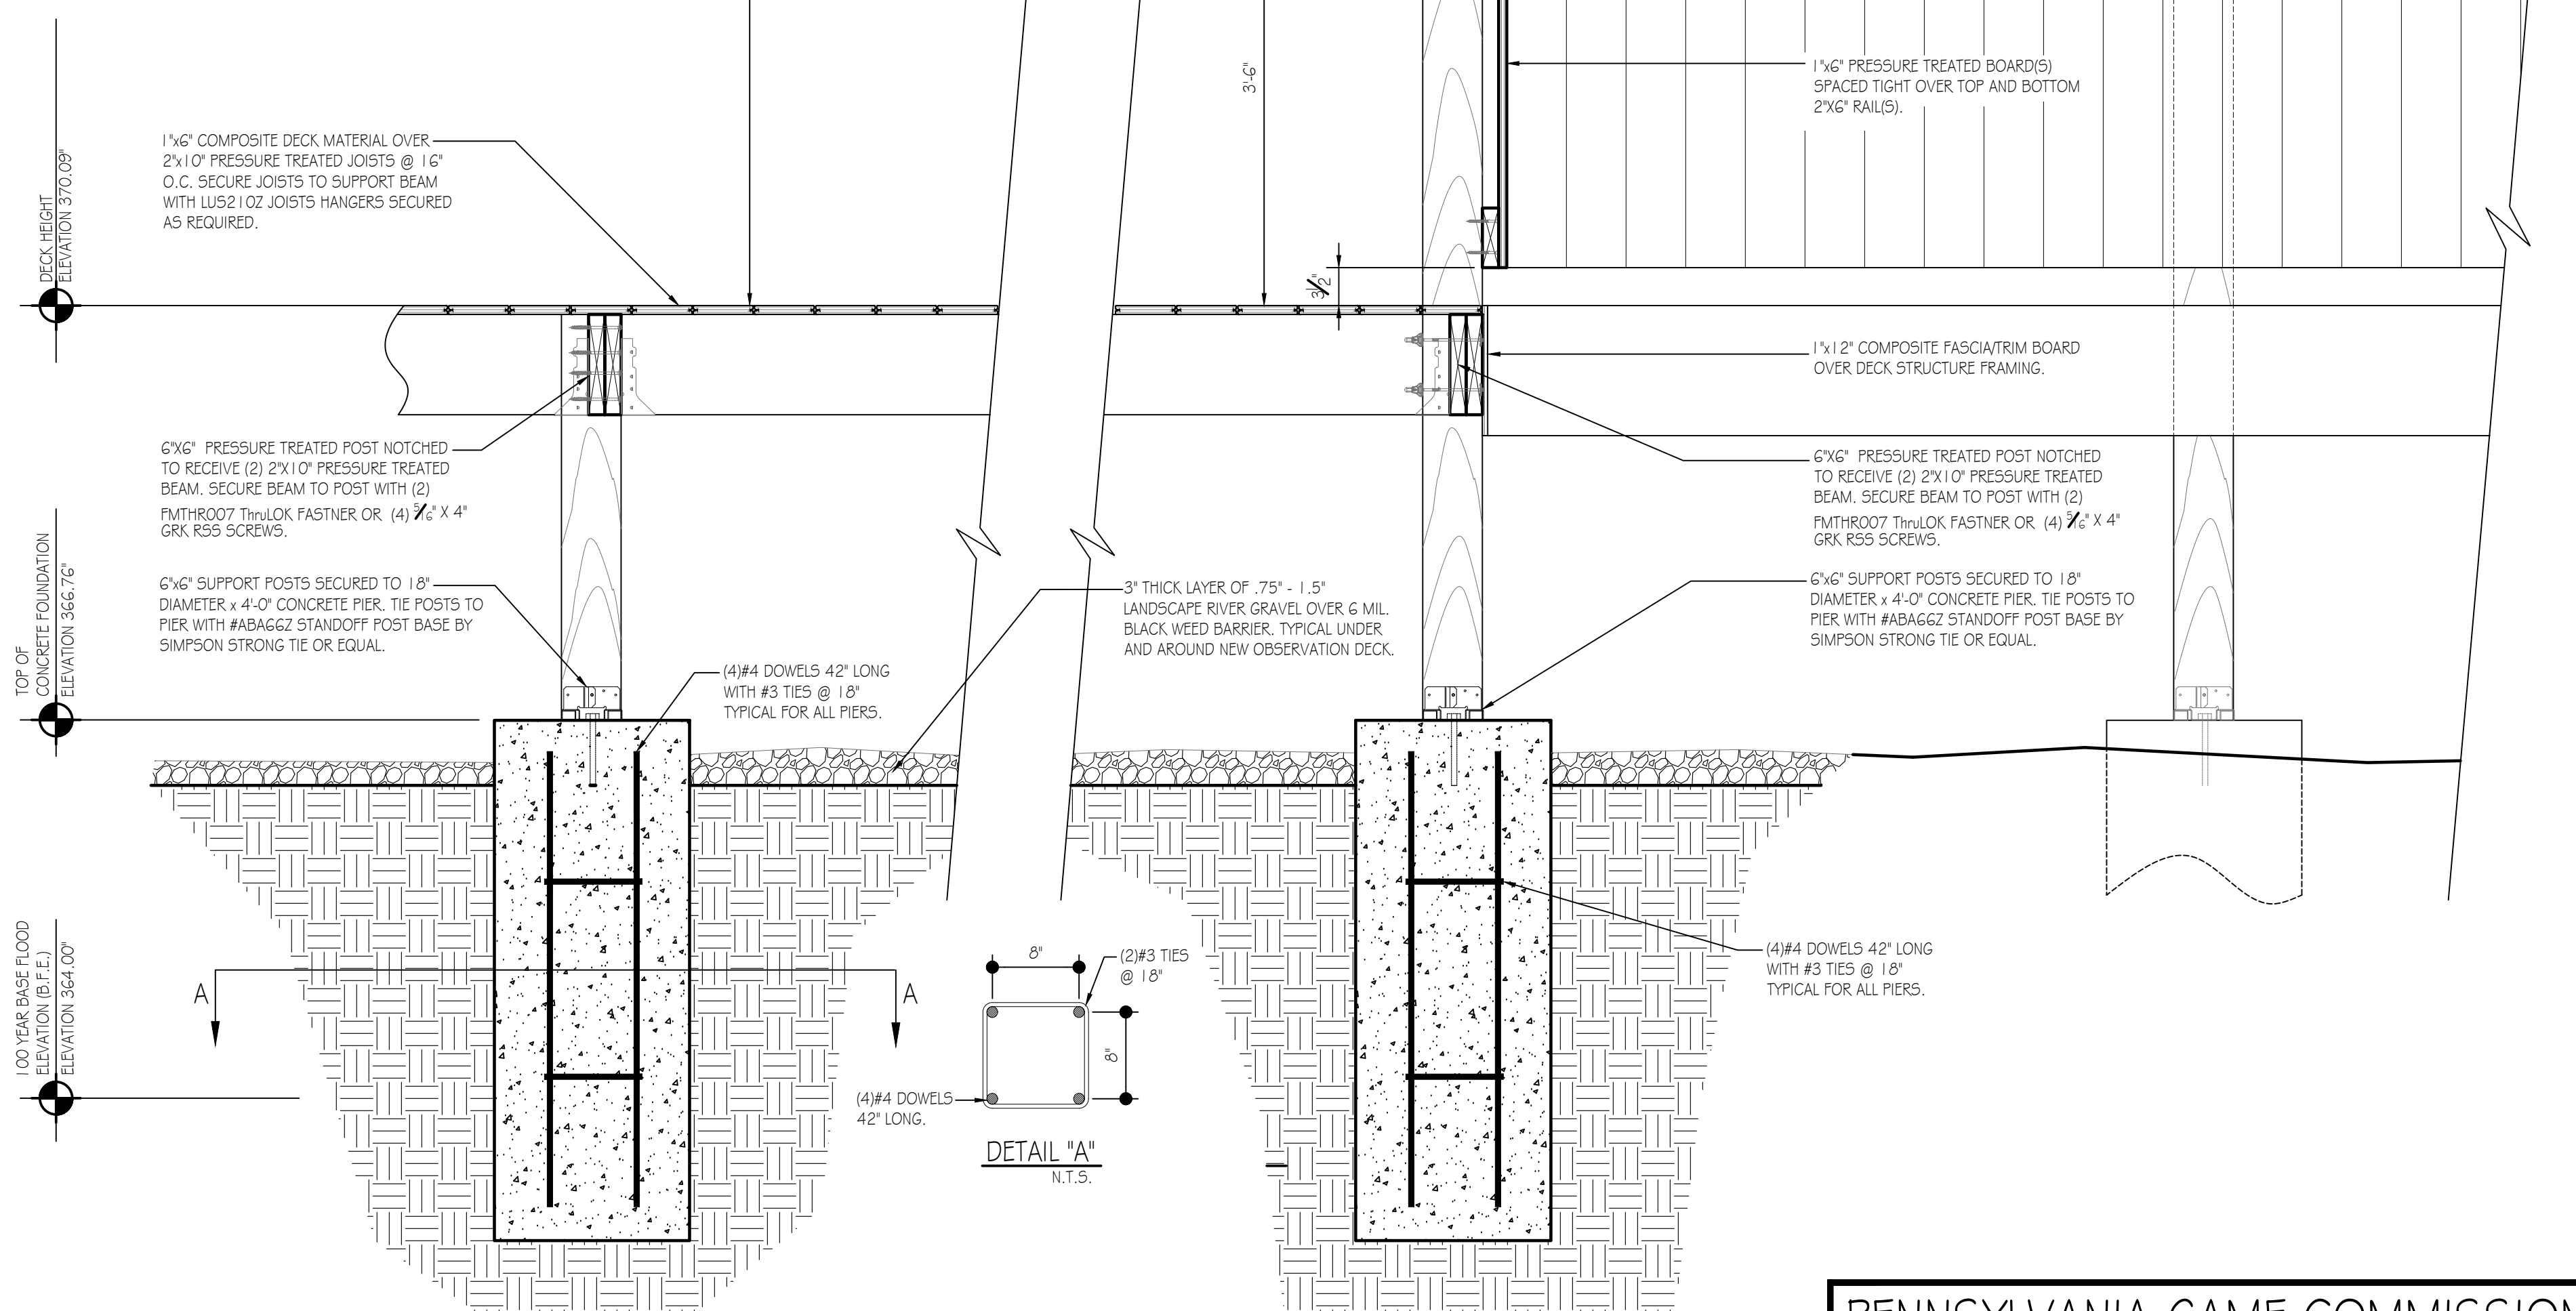 DECK HEIGHT
ELEVATION 370.09"
1"x6" COMPOSITE DECK MATERIAL OVER
2"x10" PRESSURE TREATED JOISTS @ 16"
O.C. SECURE JOISTS TO SUPPORT BEAM
WITH LUS210Z JOISTS HANGERS SECURED
AS REQUIRED.
3'-6"
3 1/2"
1"x6" PRESSURE TREATED BOARD(S)
SPACED TIGHT OVER TOP AND BOTTOM
2"X6" RAIL(S).
1"x12" COMPOSITE FASCIA/TRIM BOARD
OVER DECK STRUCTURE FRAMING.
6"X6" PRESSURE TREATED POST NOTCHED
TO RECEIVE (2) 2"X10" PRESSURE TREATED
BEAM. SECURE BEAM TO POST WITH (2)
FMTHR007 ThruLOK FASTNER OR (4) 5/16" X 4"
GRK RSS SCREWS.
6"X6" PRESSURE TREATED POST NOTCHED
TO RECEIVE (2) 2"X10" PRESSURE TREATED
BEAM. SECURE BEAM TO POST WITH (2)
FMTHR007 ThruLOK FASTNER OR (4) 5/16" X 4"
GRK RSS SCREWS.
TOP OF
CONCRETE FOUNDATION
ELEVATION 366.76"
6"x6" SUPPORT POSTS SECURED TO 18"
DIAMETER x 4'-0" CONCRETE PIER. TIE POSTS TO
PIER WITH #ABA66Z STANDOFF POST BASE BY
SIMPSON STRONG TIE OR EQUAL.
(4)#4 DOWELS 42" LONG
WITH #3 TIES @ 18"
TYPICAL FOR ALL PIERS.
3" THICK LAYER OF .75" - 1.5"
LANDSCAPE RIVER GRAVEL OVER 6 MIL.
BLACK WEED BARRIER. TYPICAL UNDER
AND AROUND NEW OBSERVATION DECK.
6"x6" SUPPORT POSTS SECURED TO 18"
DIAMETER x 4'-0" CONCRETE PIER. TIE POSTS TO
PIER WITH #ABA66Z STANDOFF POST BASE BY
SIMPSON STRONG TIE OR EQUAL.
100 YEAR BASE FLOOD
ELEVATION (B.F.E.)
ELEVATION 364.00"
A
A
8"
(2)#3 TIES
@ 18"
8"
(4)#4 DOWELS
42" LONG.
DETAIL "A"
N.T.S.
(4)#4 DOWELS 42" LONG
WITH #3 TIES @ 18"
TYPICAL FOR ALL PIERS.
PENNSYLVANIA GAME COMMISSION